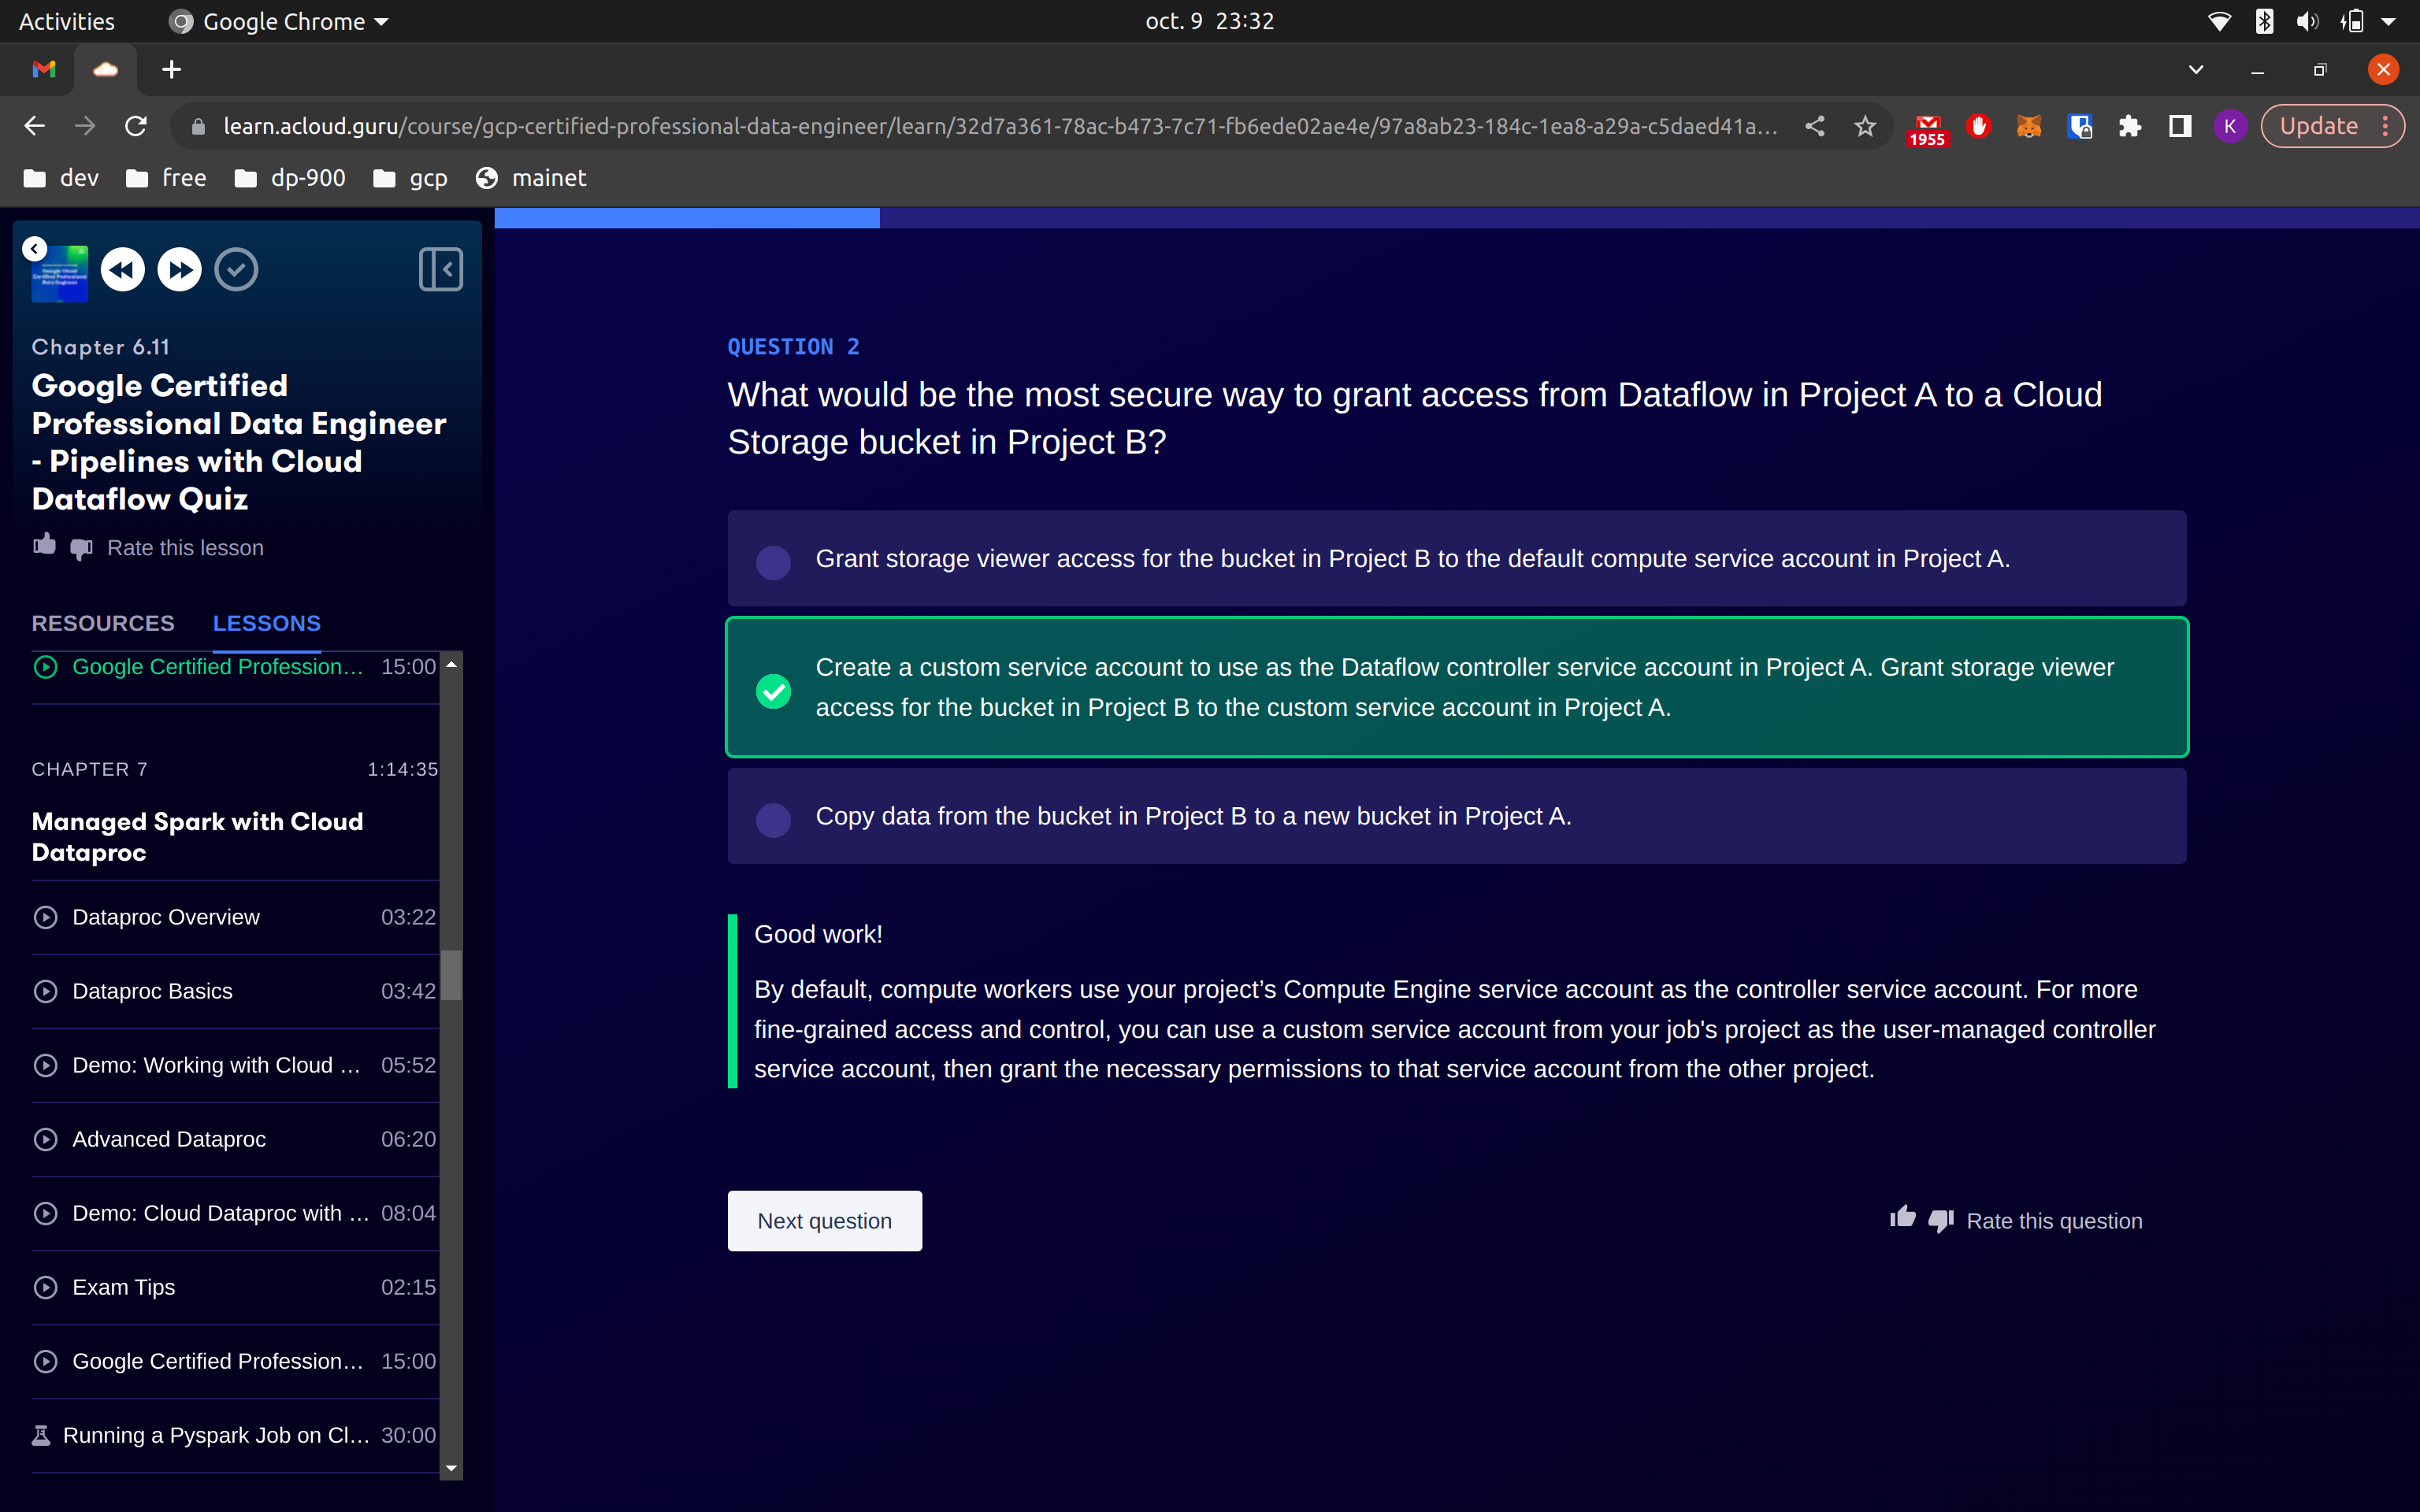 Activities
Google Chrome
oct. 9 23:32
learn.acloud.guru/course/gcp-certified-professional-data-engineer/learn/32d7a361-78ac-b473-7c71-fb6ede02ae4e/97a8ab23-184c-1ea8-a29a-c5daed41a…
1955
K
Update
dev
free
dp-900
gcp
mainet
Chapter 6.11
Google Certified
Professional Data Engineer
- Pipelines with Cloud
Dataflow Quiz
Rate this lesson
RESOURCES
LESSONS
Google Certified Profession… 15:00
CHAPTER 7 1:14:35
Managed Spark with Cloud
Dataproc
Dataproc Overview 03:22
Dataproc Basics 03:42
Demo: Working with Cloud … 05:52
Advanced Dataproc 06:20
Demo: Cloud Dataproc with … 08:04
Exam Tips 02:15
Google Certified Profession… 15:00
Running a Pyspark Job on Cl… 30:00
QUESTION 2
What would be the most secure way to grant access from Dataflow in Project A to a Cloud
Storage bucket in Project B?
Grant storage viewer access for the bucket in Project B to the default compute service account in Project A.
Create a custom service account to use as the Dataflow controller service account in Project A. Grant storage viewer
access for the bucket in Project B to the custom service account in Project A.
Copy data from the bucket in Project B to a new bucket in Project A.
Good work!
By default, compute workers use your project’s Compute Engine service account as the controller service account. For more
fine-grained access and control, you can use a custom service account from your job's project as the user-managed controller
service account, then grant the necessary permissions to that service account from the other project.
Next question
Rate this question